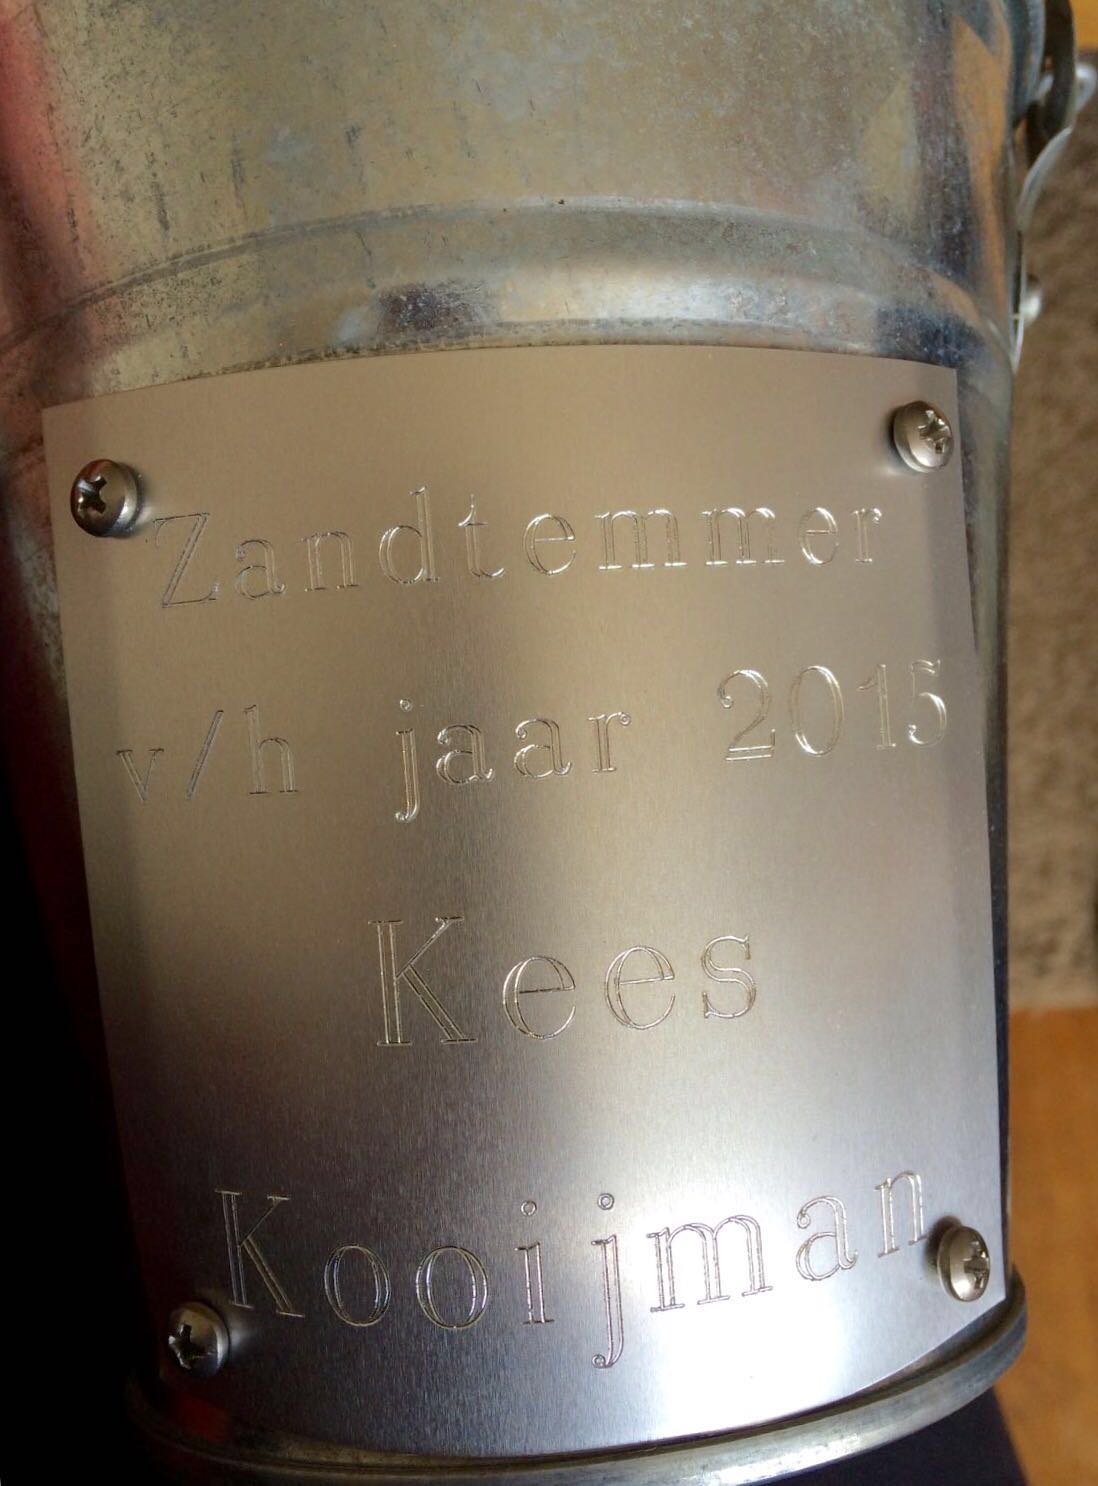 Zandtemmer
v/h jaar 2015
Kees
Kooijman